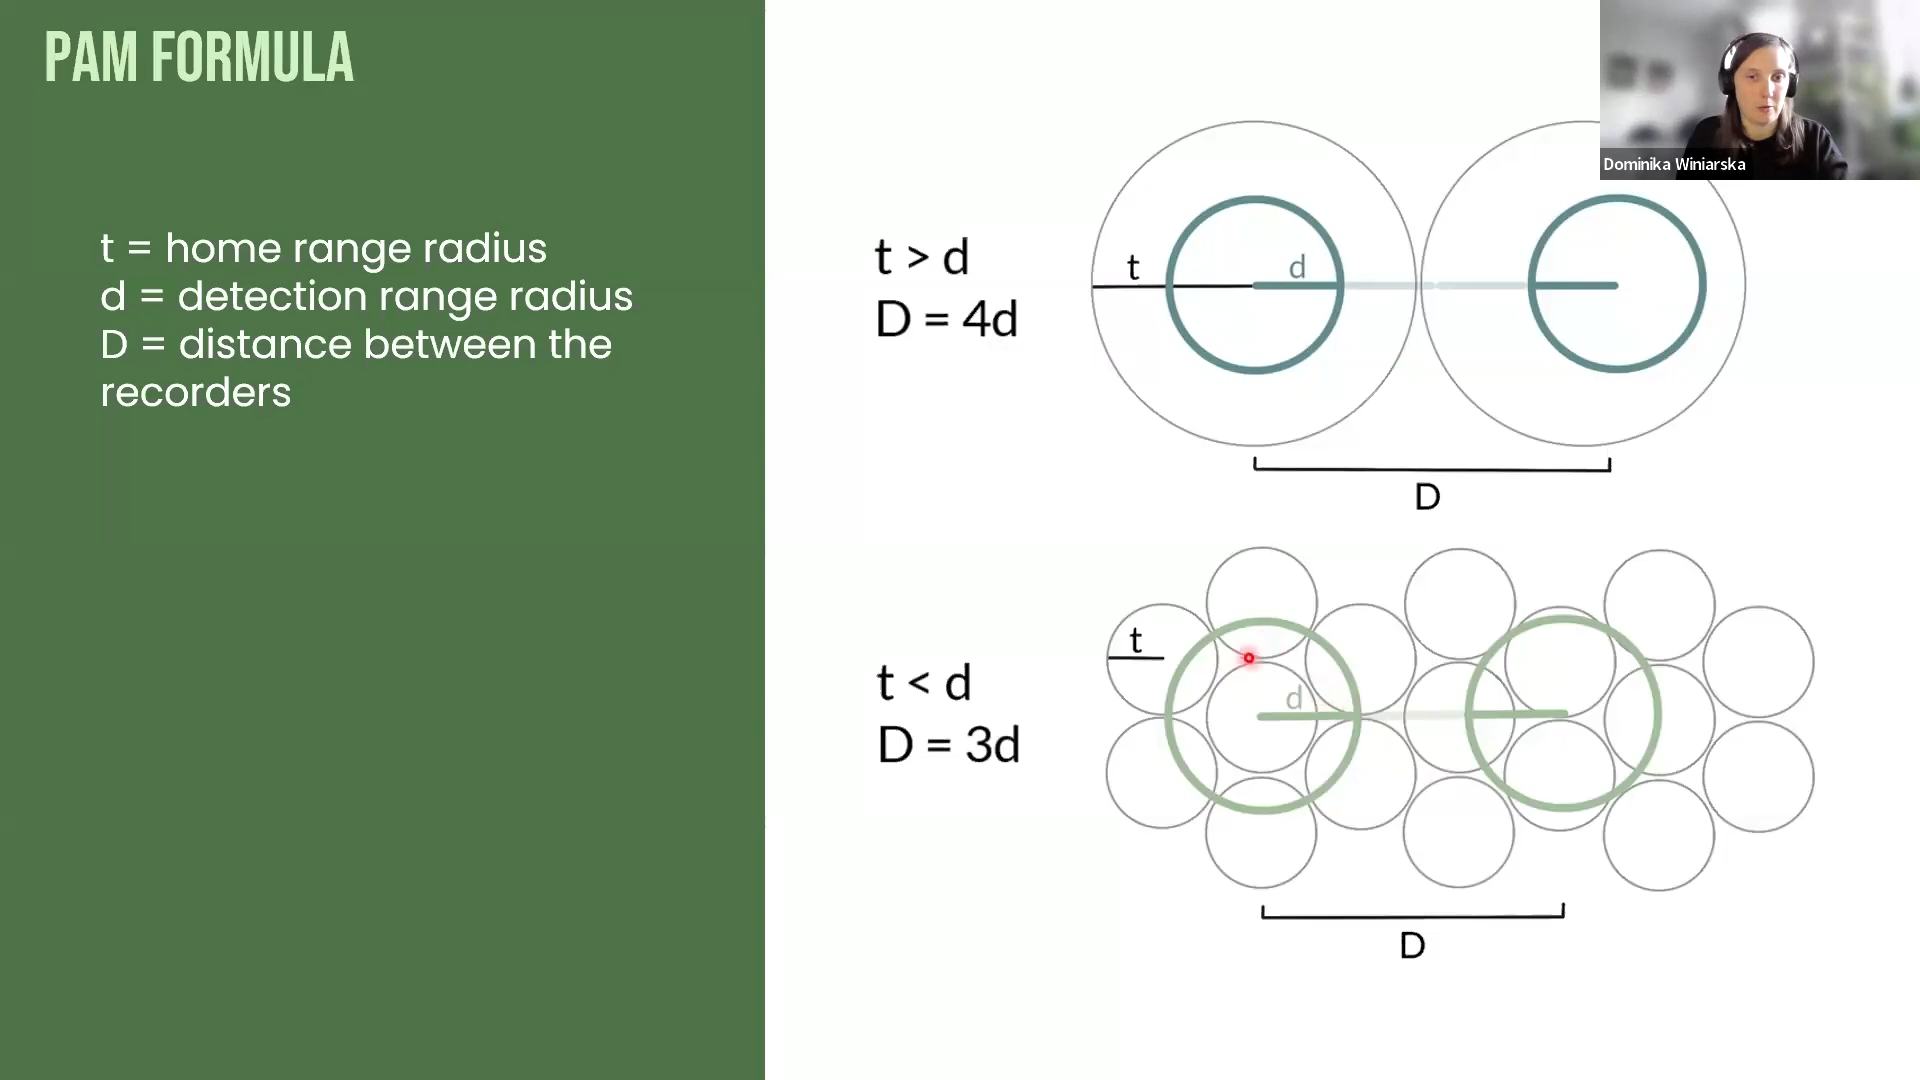 PAM FORMULA
t = home range radius
d = detection range radius
D = distance between the
recorders
t > d
D = 4d
t
d
D
t < d
D = 3d
t
d
D
Dominika Winiarska